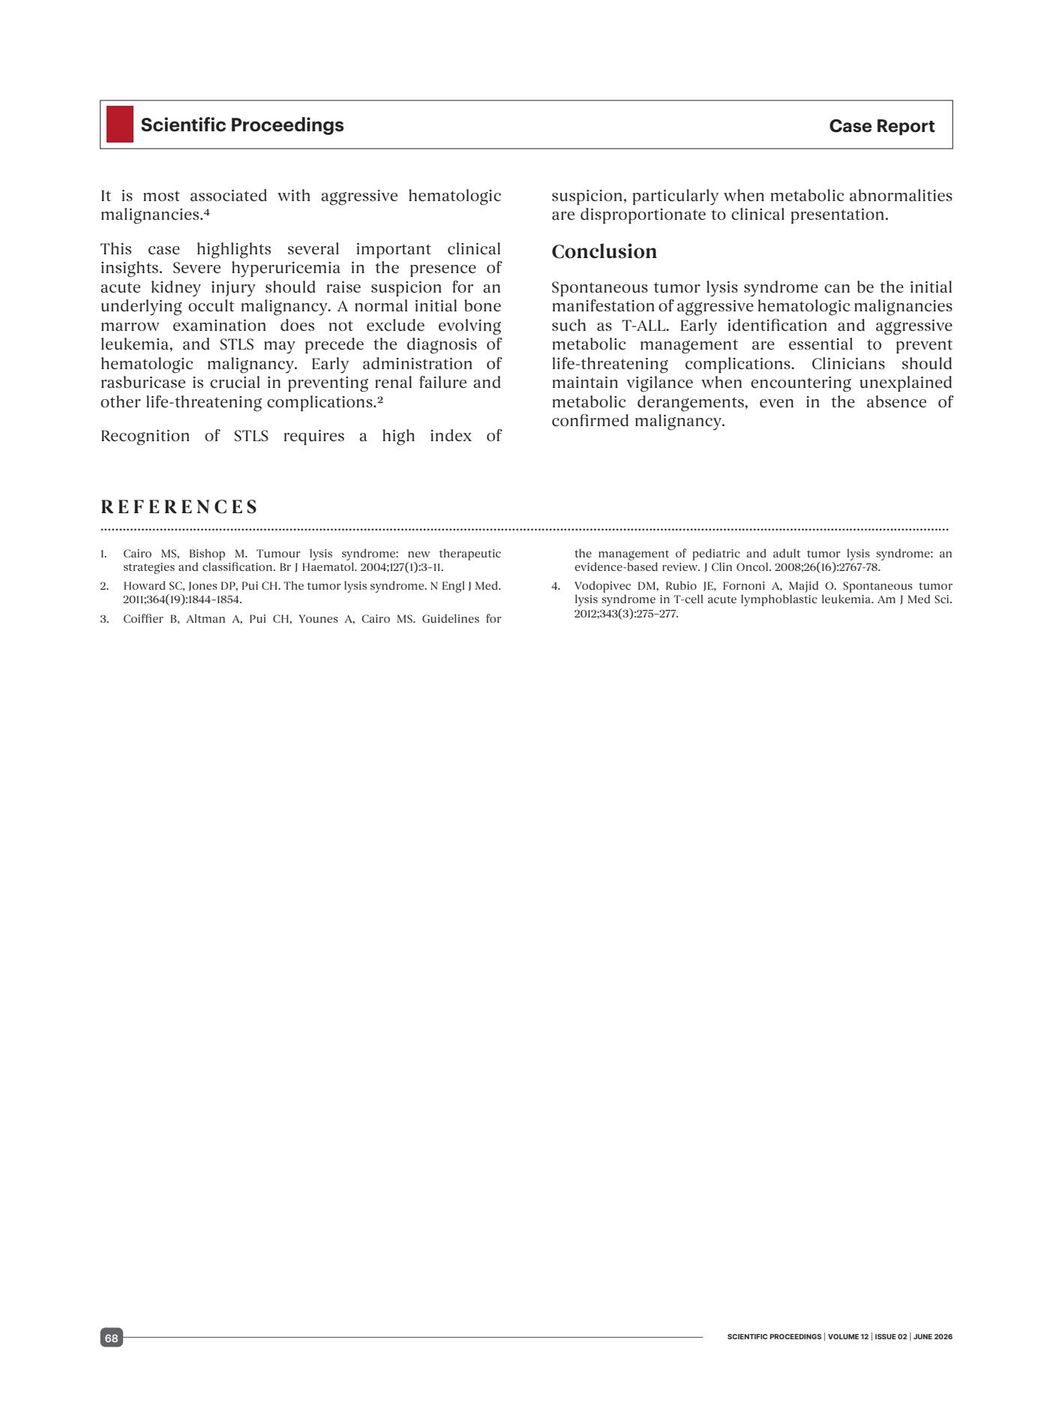 Scientific Proceedings
Case Report
It is most associated with aggressive hematologic
malignancies.⁴
This case highlights several important clinical
insights. Severe hyperuricemia in the presence of
acute kidney injury should raise suspicion for an
underlying occult malignancy. A normal initial bone
marrow examination does not exclude evolving
leukemia, and STLS may precede the diagnosis of
hematologic malignancy. Early administration of
rasburicase is crucial in preventing renal failure and
other life-threatening complications.²
Recognition of STLS requires a high index of
suspicion, particularly when metabolic abnormalities
are disproportionate to clinical presentation.
Conclusion
Spontaneous tumor lysis syndrome can be the initial
manifestation of aggressive hematologic malignancies
such as T-ALL. Early identification and aggressive
metabolic management are essential to prevent
life-threatening complications. Clinicians should
maintain vigilance when encountering unexplained
metabolic derangements, even in the absence of
confirmed malignancy.
REFERENCES
1. Cairo MS, Bishop M. Tumour lysis syndrome: new therapeutic
strategies and classification. Br J Haematol. 2004;127(1):3–11.
2. Howard SC, Jones DP, Pui CH. The tumor lysis syndrome. N Engl J Med.
2011;364(19):1844–1854.
3. Coiffier B, Altman A, Pui CH, Younes A, Cairo MS. Guidelines for
the management of pediatric and adult tumor lysis syndrome: an
evidence-based review. J Clin Oncol. 2008;26(16):2767-78.
4. Vodopivec DM, Rubio JE, Fornoni A, Majid O. Spontaneous tumor
lysis syndrome in T-cell acute lymphoblastic leukemia. Am J Med Sci.
2012;343(3):275–277.
68
SCIENTIFIC PROCEEDINGS | VOLUME 12 | ISSUE 02 | JUNE 2026